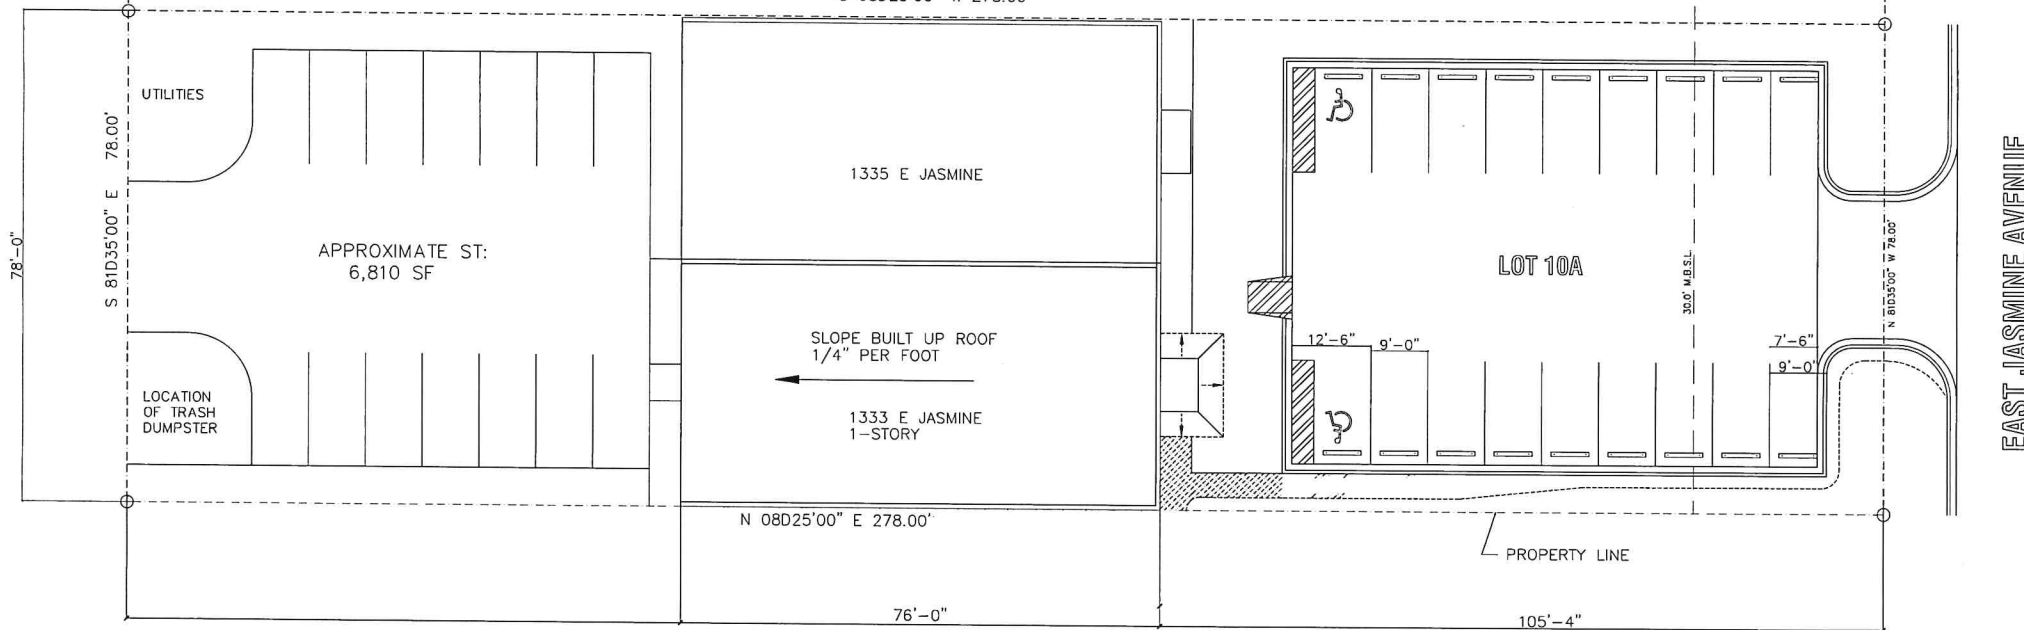 UTILITIES
S 81D35'00" E 78.00'
78'-0"
APPROXIMATE ST:
6,810 SF
LOCATION
OF TRASH
DUMPSTER
1335 E JASMINE
SLOPE BUILT UP ROOF
1/4" PER FOOT
1333 E JASMINE
1-STORY
N 08D25'00" E 278.00'
LOT 10A
30.0' M.B.S.L.
12'-6"
9'-0"
7'-6"
9'-0"
N 81D35'00" W 78.00'
EAST JASMINE AVENUE
PROPERTY LINE
76'-0"
105'-4"